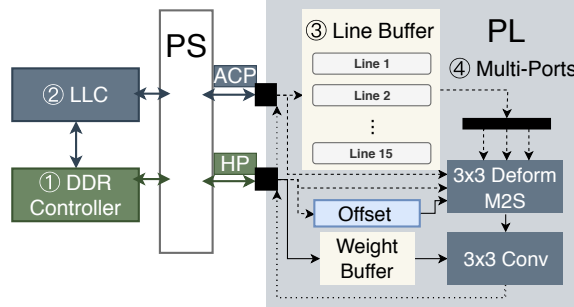 PS
PL
ACP
HP
② LLC
① DDR
Controller
③ Line Buffer
Line 1
Line 2
⋮
Line 15
④ Multi-Ports
3x3 Deform
M2S
Offset
Weight
Buffer
3x3 Conv